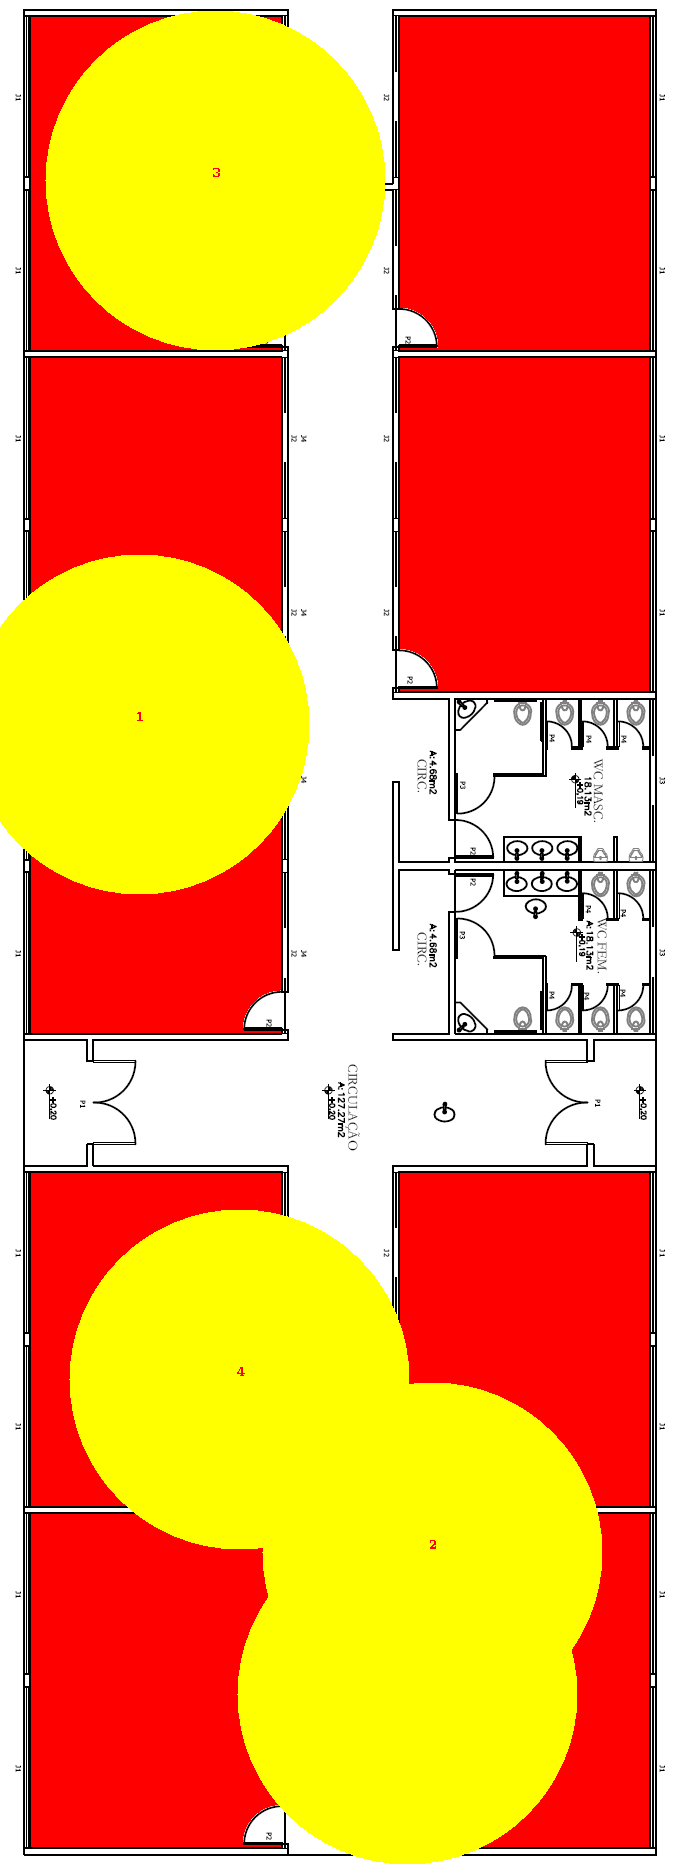 J1
J2
J1
3
J1
J2
J1
P2
J1
J2
J4
J2
J1
J2
J4
J2
J1
P2
1
P4
P4
P4
A: 4.68m2
CIRC.
P3
WC MASC.
18.13m2
+0,19
J3
J4
P2
P2
P4
P4
A: 4.68m2
CIRC.
P3
WC FEM.
A: 18.13m2
+0,19
J3
J1
J2
J4
P4
P4
P4
P2
CIRCULAÇÃO
A: 127.27m2
+0,20
+0,20
+0,20
P1
P1
J1
J2
J1
4
J1
J1
2
J1
J1
J1
J1
P2